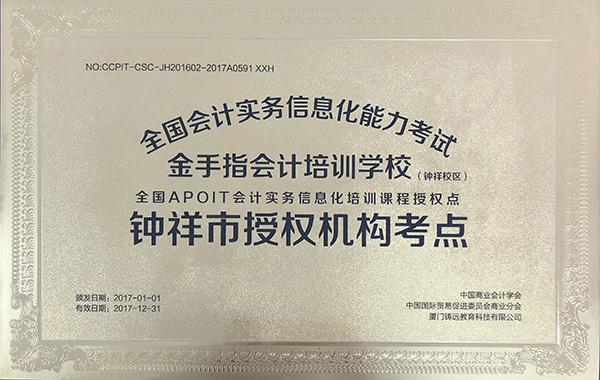 NO:CCPIT-CSC-JH201602-2017A0591 XXH
全国会计实务信息化能力考试
金手指会计培训学校（钟祥校区）
全国APOIT会计实务信息化培训课程授权点
钟祥市授权机构考点
颁发日期：2017-01-01
有效日期：2017-12-31
中国商业会计学会
中国国际贸易促进委员会商业分会
厦门铸远教育科技有限公司